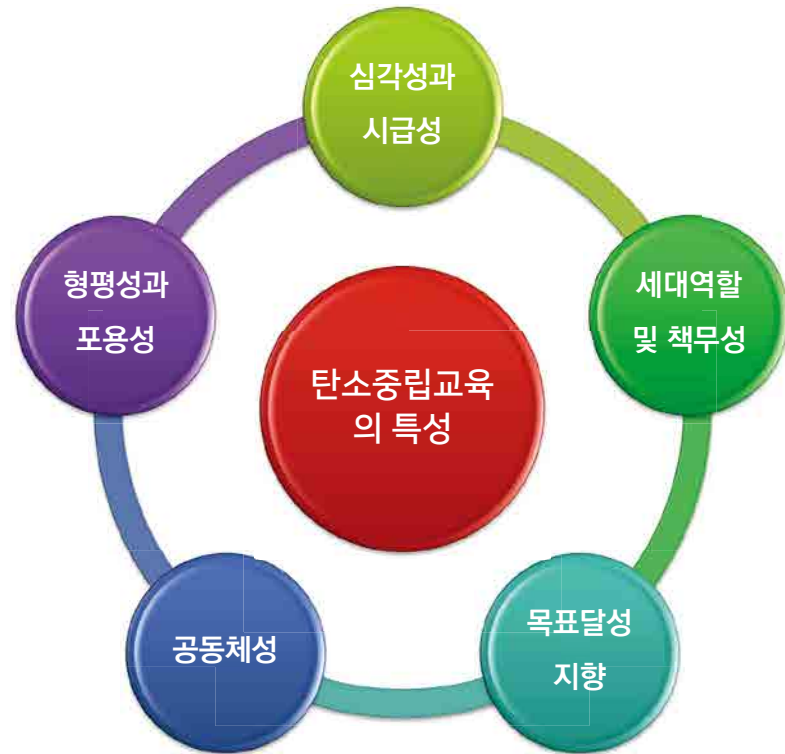 심각성과
시급성
세대역할
및 책무성
목표달성
지향
공동체성
형평성과
포용성
탄소중립교육
의 특성